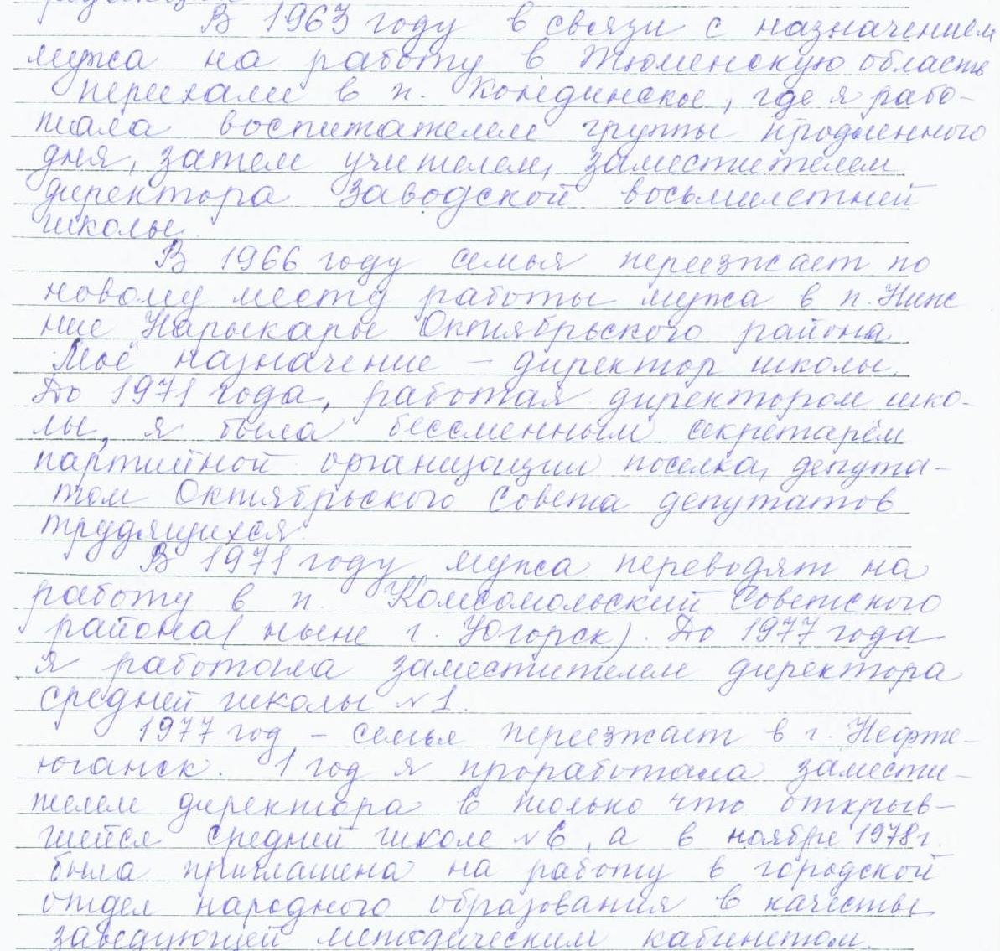 В 1963 году в связи с назначением
мужа на работу в Тюменскую область
переехали в п. Кондинское, где я рабо-
тала воспитателем группы продленного
дня, затем учителем, заместителем
директора Заводской восьмилетней
школы.
В 1966 году семья переезжает по
новому месту работы мужа в п. Ниж
ние Нарыкары Октябрьского района.
Моё назначение – директор школы.
До 1971 года, работая директором шко-
лы, я была бессменным секретарём
партийной организации поселка, депута-
том Октябрьского Совета депутатов
трудящихся.
В 1971 году мужа переводят на
работу в п. Комсомольский Советского
района (ныне г. Югорск). До 1977 года
я работала заместителем директора
средней школы №1.
1977 год – семья переезжает в г. Нефте-
юганск. 1 год я проработала замести-
телем директора в только что открыв-
шейся средней школе №6, а в ноябре 1978г.
была приглашена на работу в городской
отдел народного образования в качестве
заведующей методическим кабинетом.